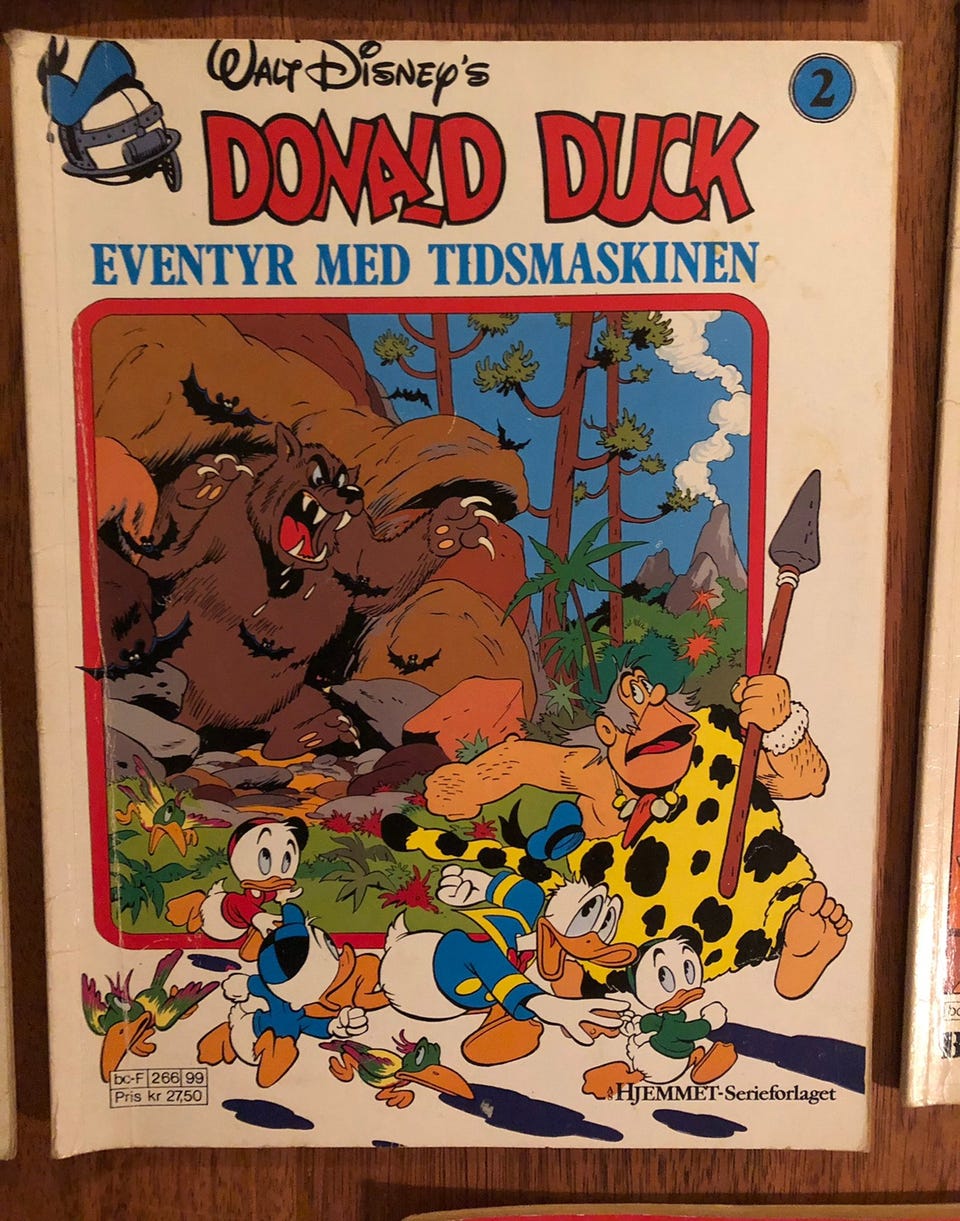 WALT DISNEY'S
2
DONALD DUCK
EVENTYR MED TIDSMASKINEN
bc-F 266 99
Pris kr 27,50
A/S HJEMMET-Serieforlaget